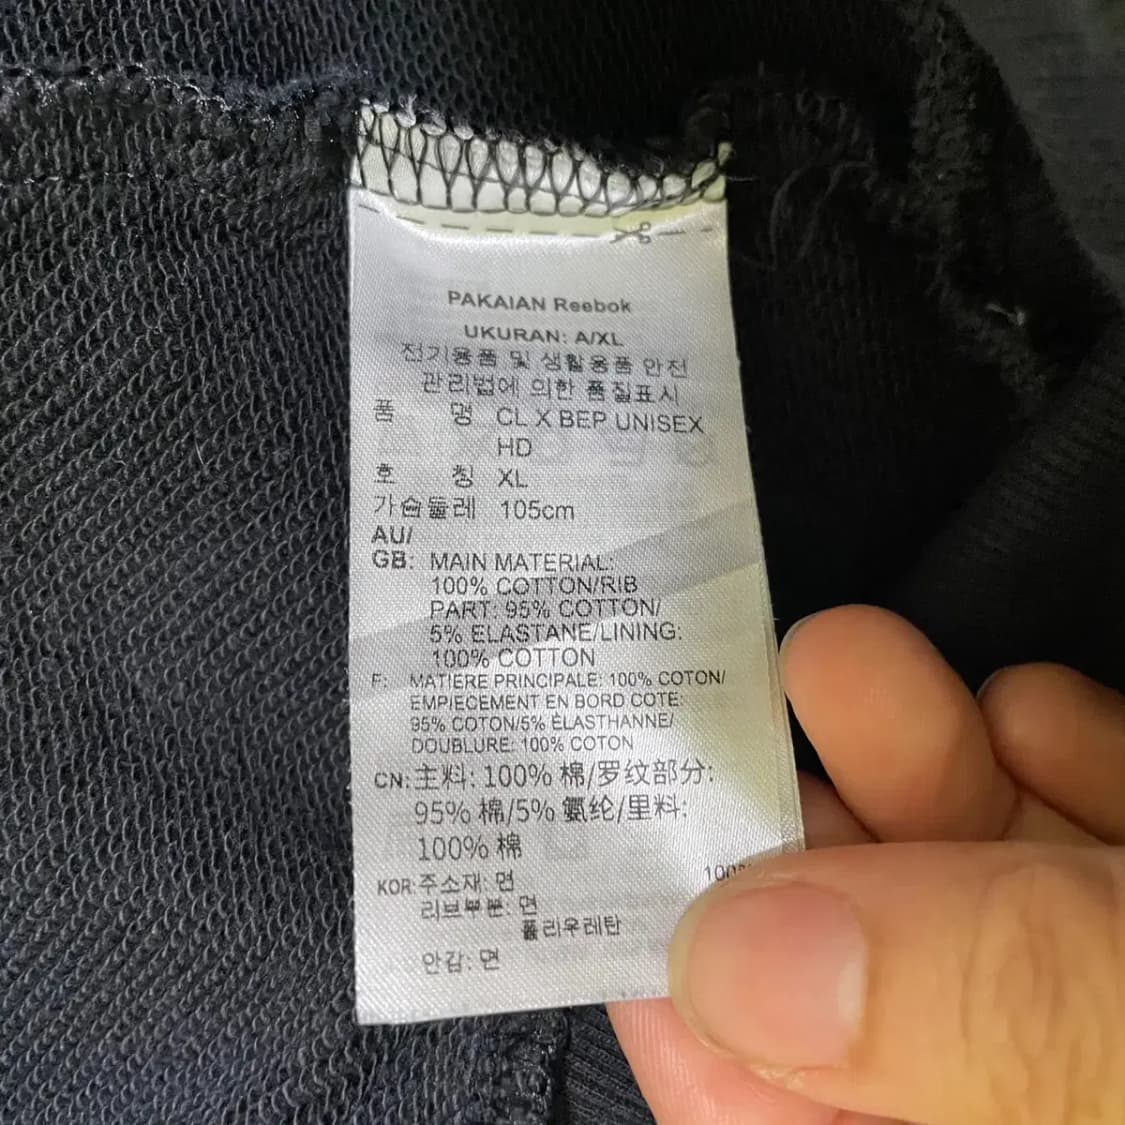 PAKAIAN Reebok
UKURAN: A/XL
전기용품 및 생활용품 안전
관리법에 의한 품질표시
품 명 CL X BEP UNISEX
HD
호 칭 XL
가슴둘레 105cm
AU/
GB: MAIN MATERIAL:
100% COTTON/RIB
PART: 95% COTTON/
5% ELASTANE/LINING:
100% COTTON
F: MATIÈRE PRINCIPALE: 100% COTON/
EMPIECEMENT EN BORD COTE:
95% COTON/5% ÉLASTHANNE/
DOUBLURE: 100% COTON
CN: 主料: 100% 棉/罗纹部分:
95% 棉/5% 氨纶/里料:
100% 棉
KOR: 주소재: 면
리브부분: 면
폴리우레탄
안감: 면